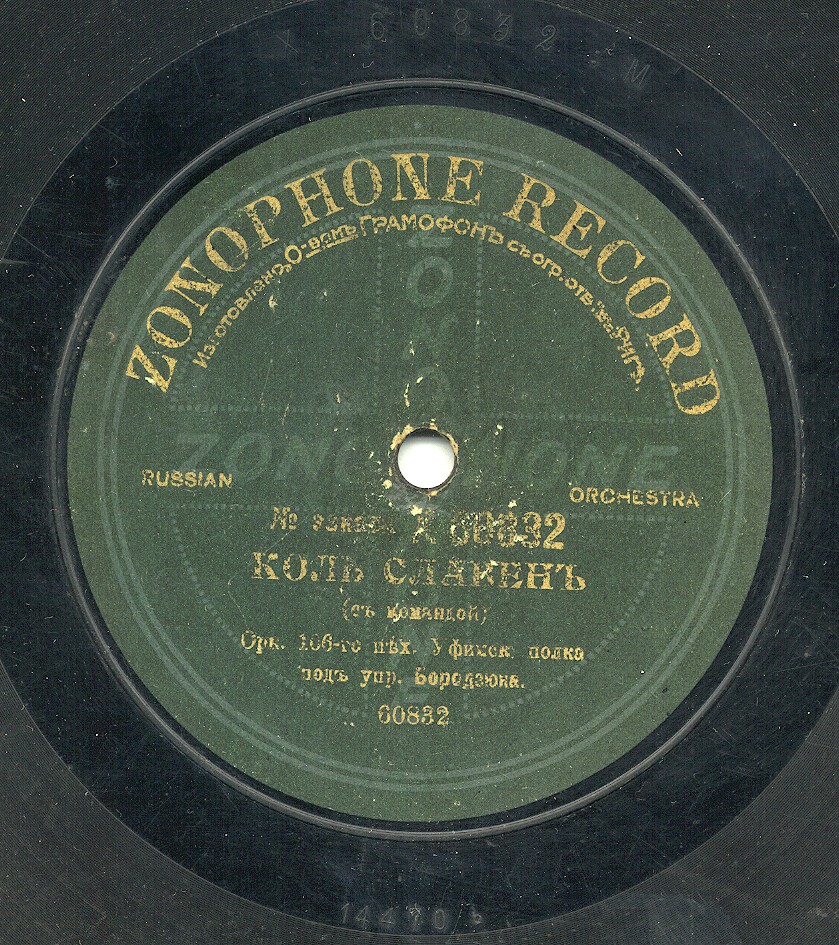 X 60832 M
ZONOPHONE RECORD
Изготовлено О-вомъ ГРАМОФОНЪ съ огр. отв. въ Ригѣ.
ZONOPHONE
RUSSIAN
ORCHESTRA
№ заказа X 60832
КОЛЬ СЛАВЕНЪ
(съ командой)
Орк. 106-го пѣх. Уфимск. полка
подъ упр. Бородзюка.
60832